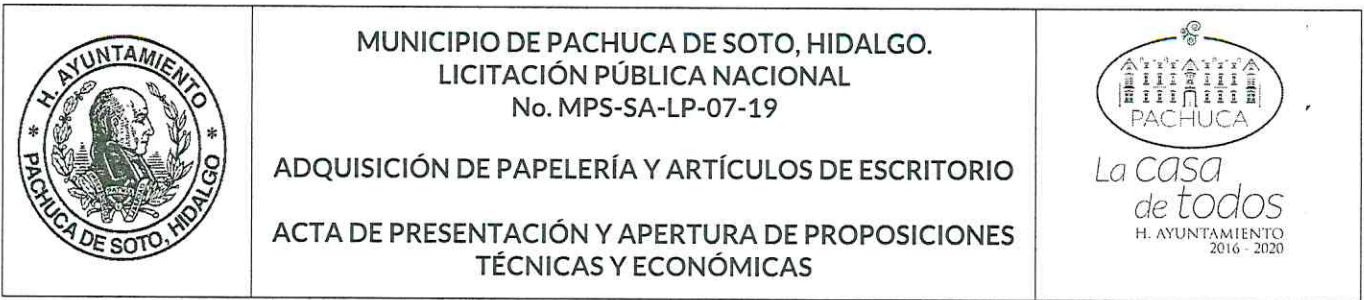 H. AYUNTAMIENTO
* PACHUCA DE SOTO, HIDALGO *
PATRIA
MUNICIPIO DE PACHUCA DE SOTO, HIDALGO.
LICITACIÓN PÚBLICA NACIONAL
No. MPS-SA-LP-07-19
ADQUISICIÓN DE PAPELERÍA Y ARTÍCULOS DE ESCRITORIO
ACTA DE PRESENTACIÓN Y APERTURA DE PROPOSICIONES
TÉCNICAS Y ECONÓMICAS
PACHUCA
La casa
de todos
H. AYUNTAMIENTO
2016 - 2020